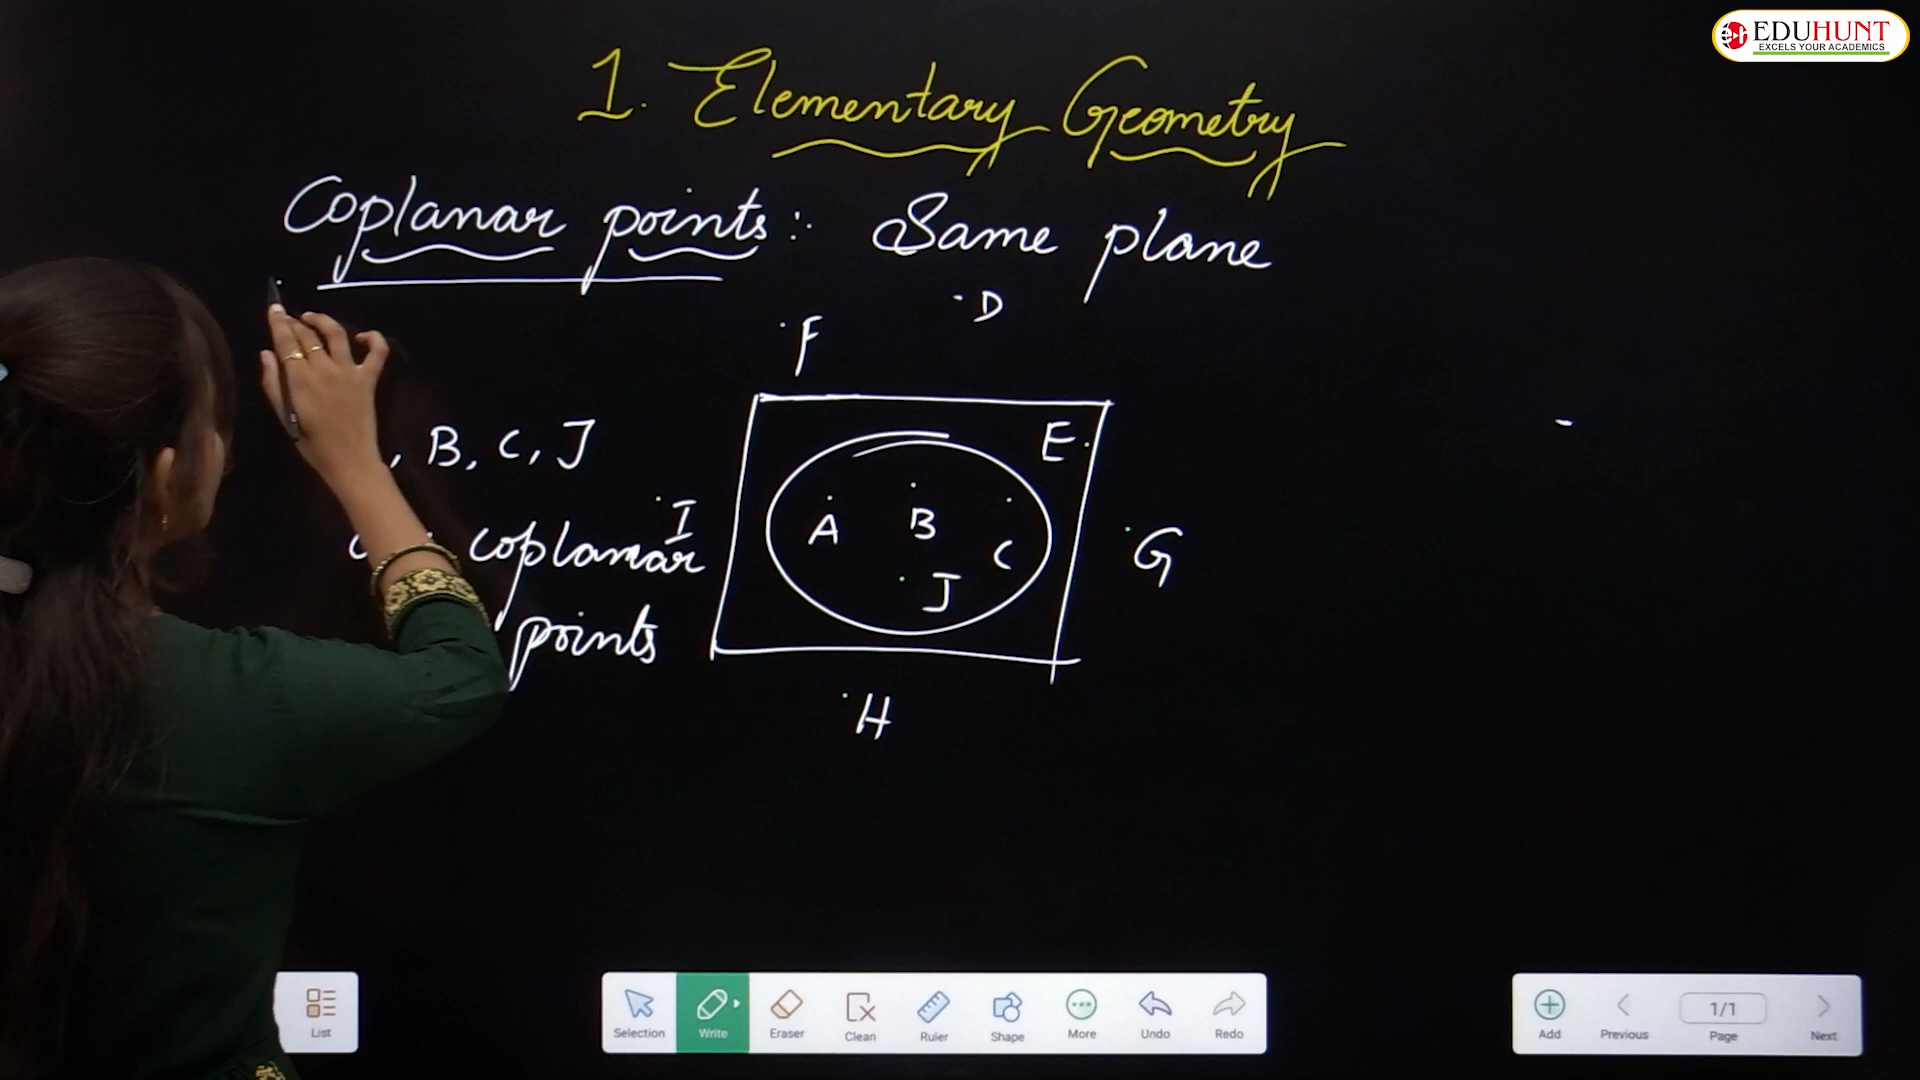 EDUHUNT
EXCELS YOUR ACADEMICS
1. Elementary Geometry
Coplanar points :- Same plane
D
F
E
, B, C, J
I
A B C
G
coplanar
J
points
H
List
Selection
Write
Eraser
Clean
Ruler
Shape
More
Undo
Redo
Add
Previous
1/1
Page
Next